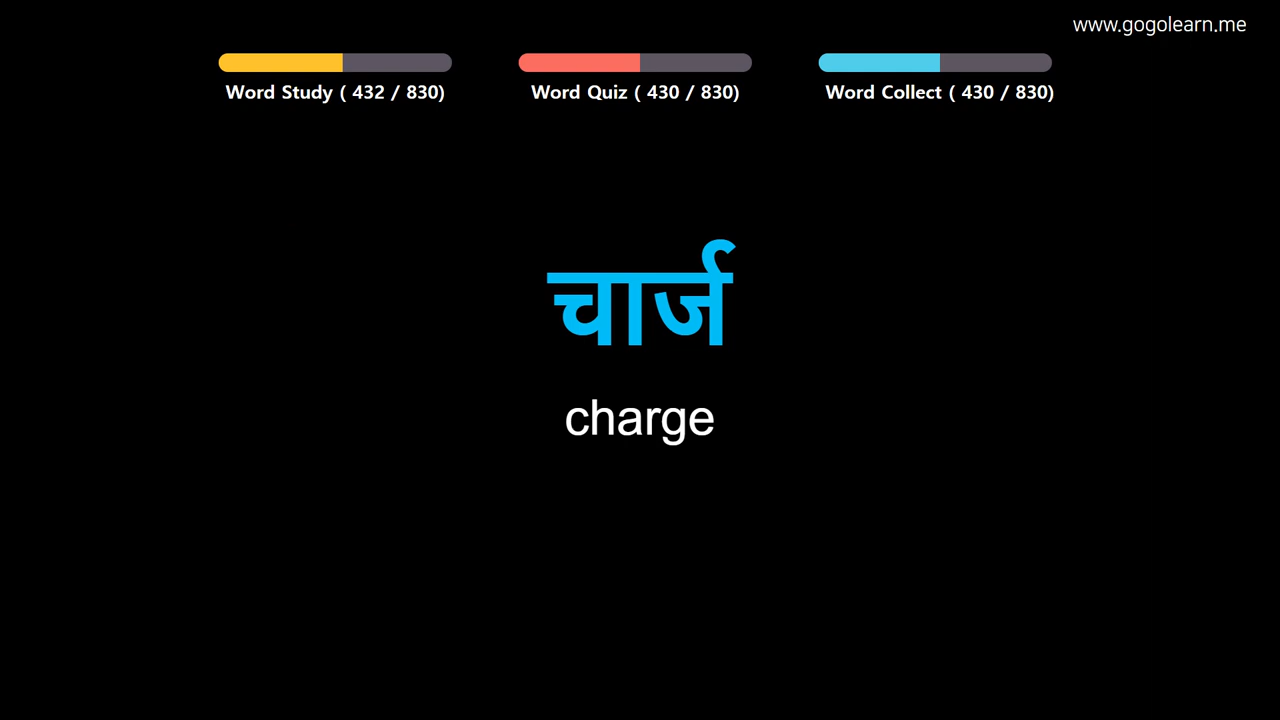 www.gogolearn.me
Word Study ( 432 / 830)
Word Quiz ( 430 / 830)
Word Collect ( 430 / 830)
चार्ज
charge